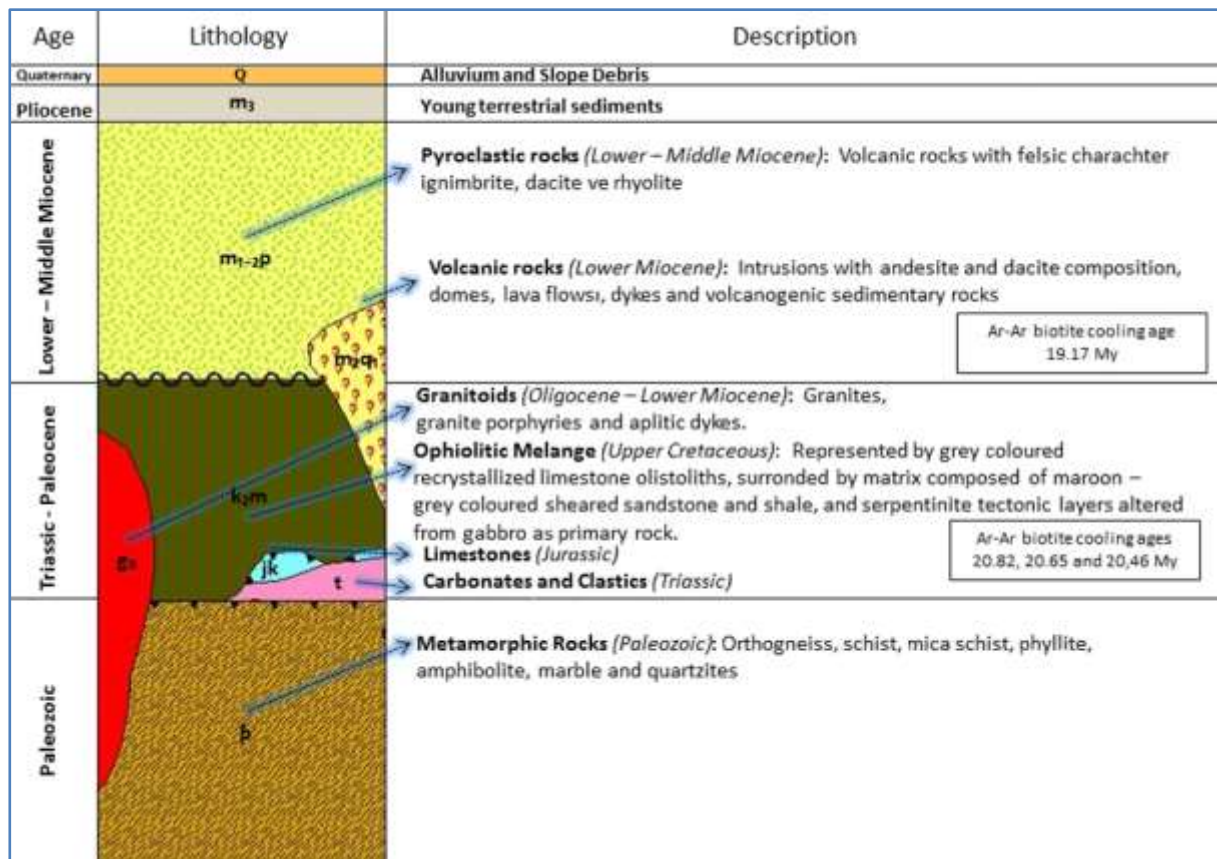 Age Lithology Description
Quaternary Q Alluvium and Slope Debris
Pliocene m₃ Young terrestrial sediments
Lower – Middle Miocene
Pyroclastic rocks (Lower – Middle Miocene): Volcanic rocks with felsic charachter
ignimbrite, dacite ve rhyolite
m₁₋₂p
Volcanic rocks (Lower Miocene): Intrusions with andesite and dacite composition,
domes, lava flowsı, dykes and volcanogenic sedimentary rocks
Ar-Ar biotite cooling age
19.17 My
Triassic - Paleocene
Granitoids (Oligocene – Lower Miocene): Granites,
granite porphyries and aplitic dykes.
Ophiolitic Melange (Upper Cretaceous): Represented by grey coloured
recrystallized limestone olistoliths, surronded by matrix composed of maroon –
grey coloured sheared sandstone and shale, and serpentinite tectonic layers altered
from gabbro as primary rock.
k₂m
Ar-Ar biotite cooling ages
20.82, 20.65 and 20,46 My
Limestones (Jurassic)
jk
Carbonates and Clastics (Triassic)
t
Paleozoic
Metamorphic Rocks (Paleozoic): Orthogneiss, schist, mica schist, phyllite,
amphibolite, marble and quartzites